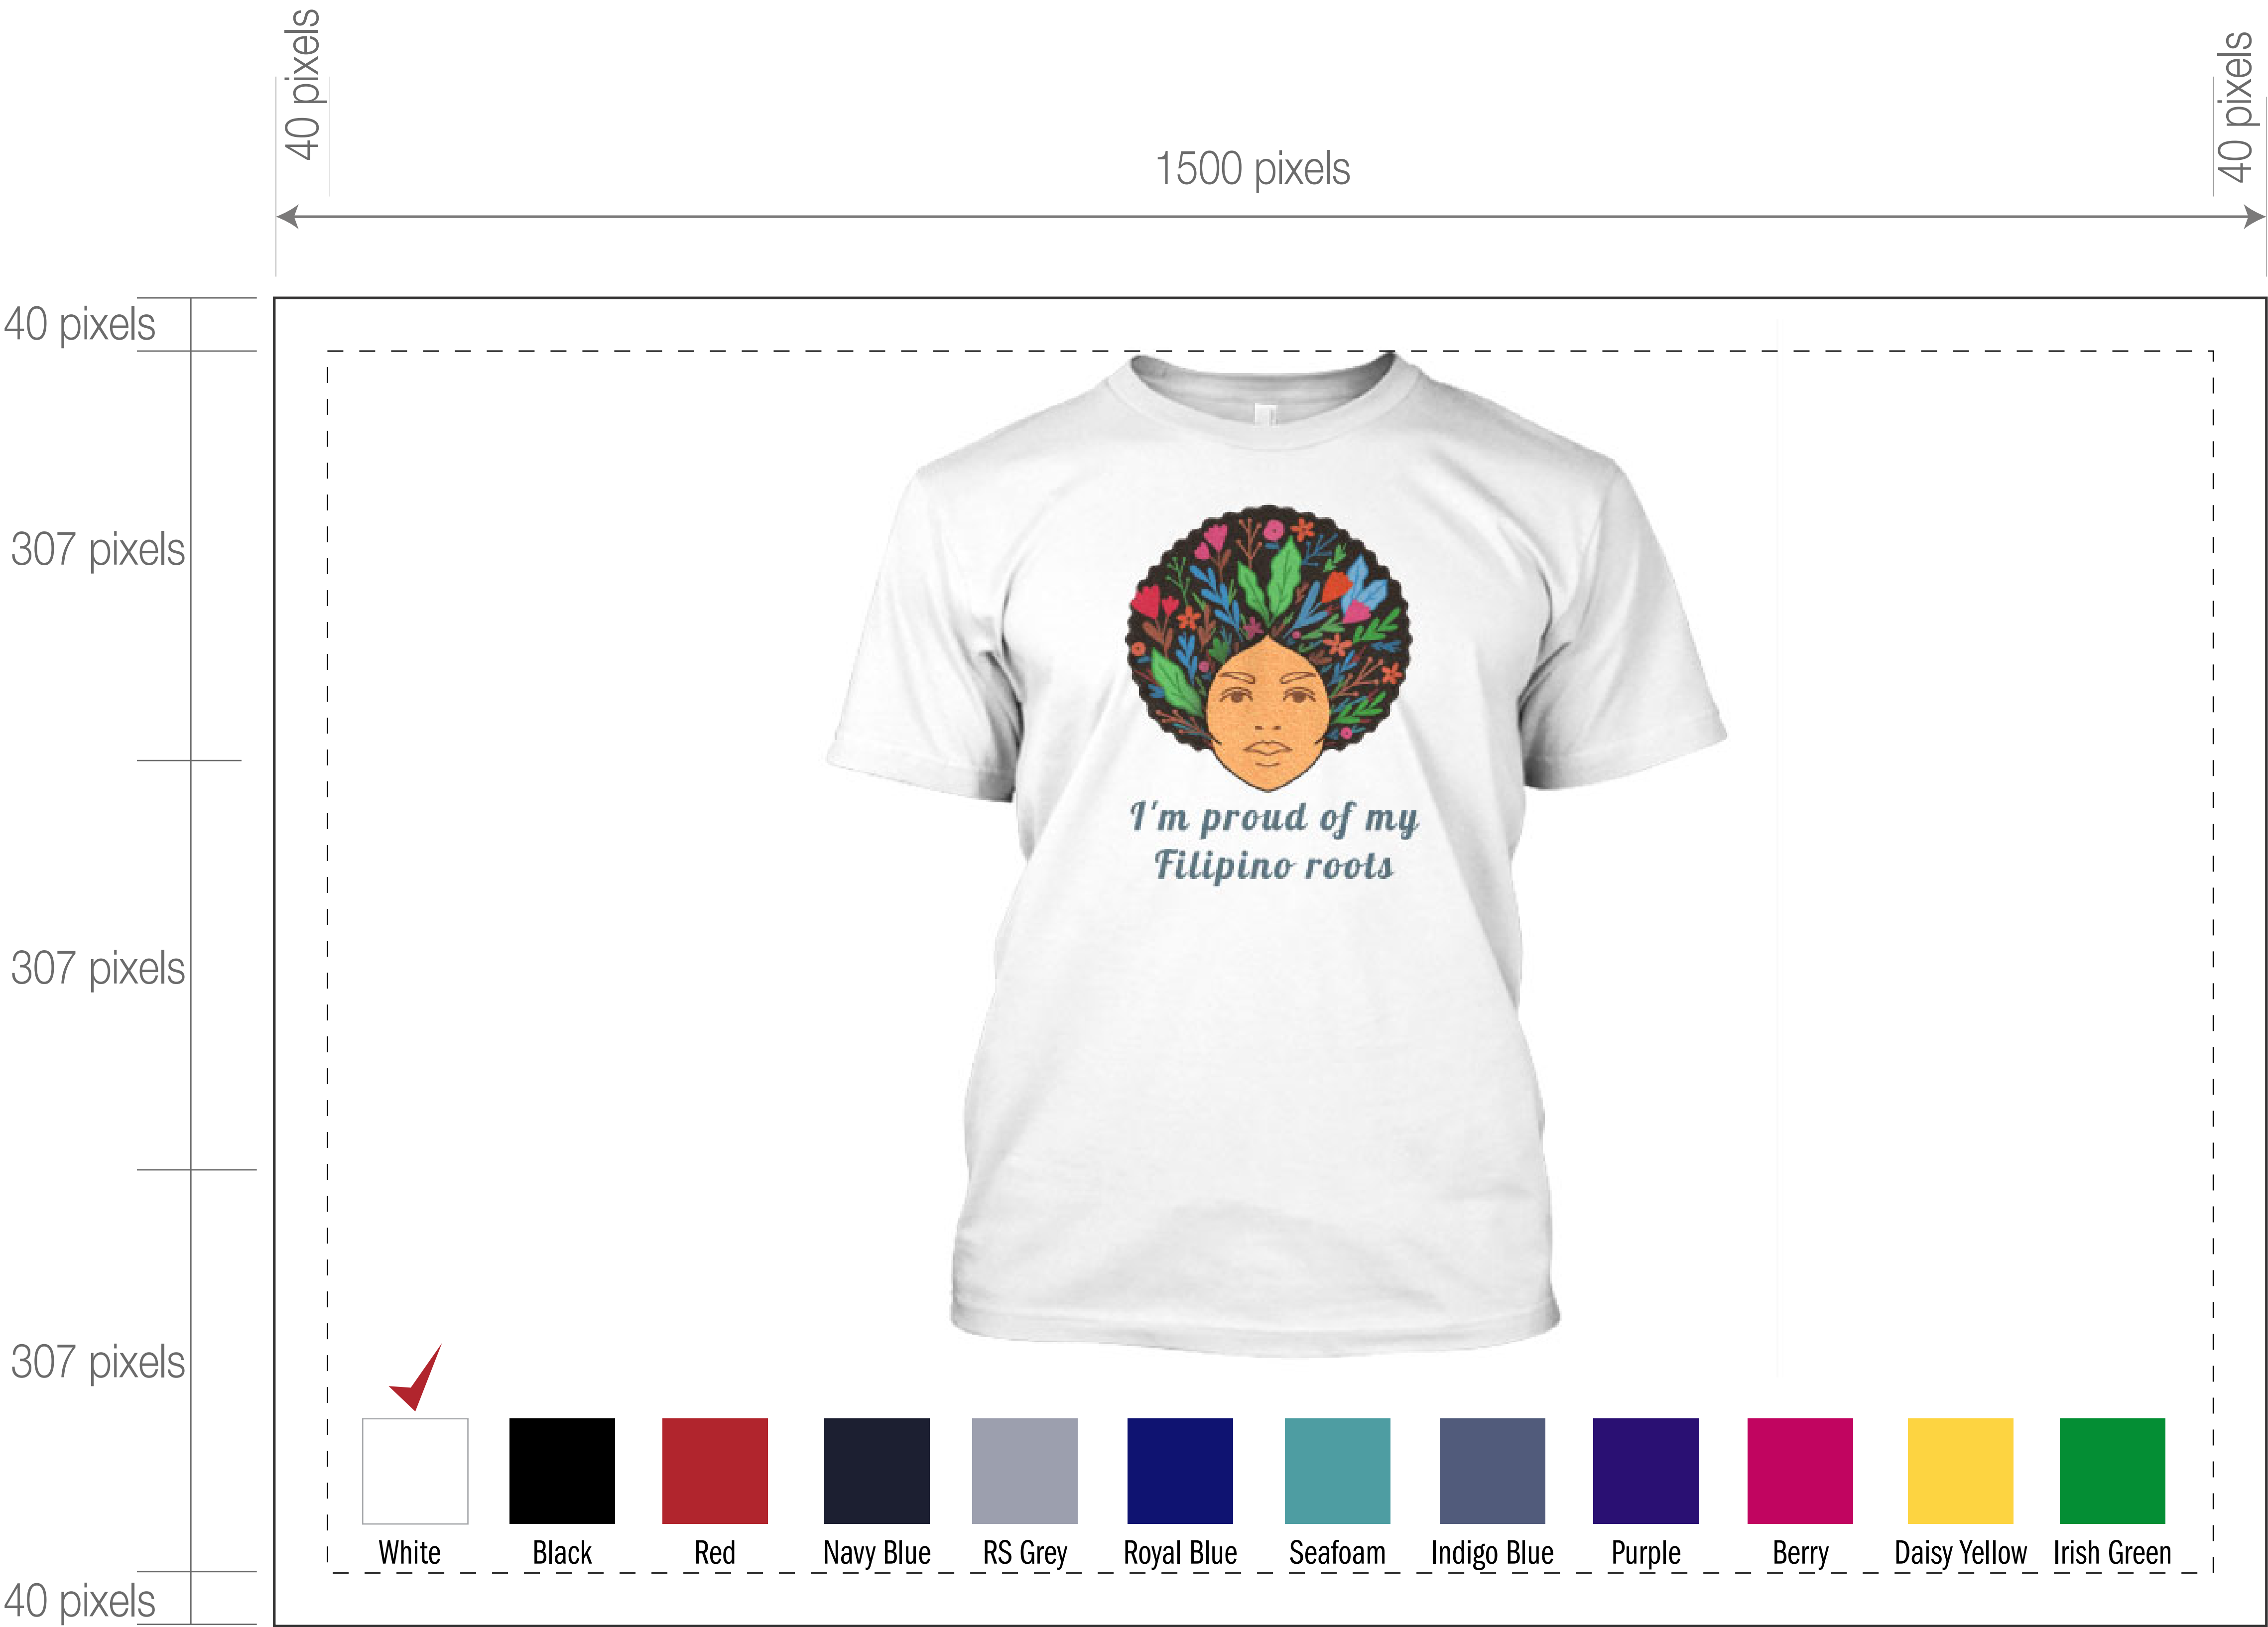 40 pixels
40 pixels
1500 pixels
40 pixels
307 pixels
I'm proud of my
Filipino roots
307 pixels
307 pixels
White Black Red Navy Blue RS Grey Royal Blue Seafoam Indigo Blue Purple Berry Daisy Yellow Irish Green
40 pixels